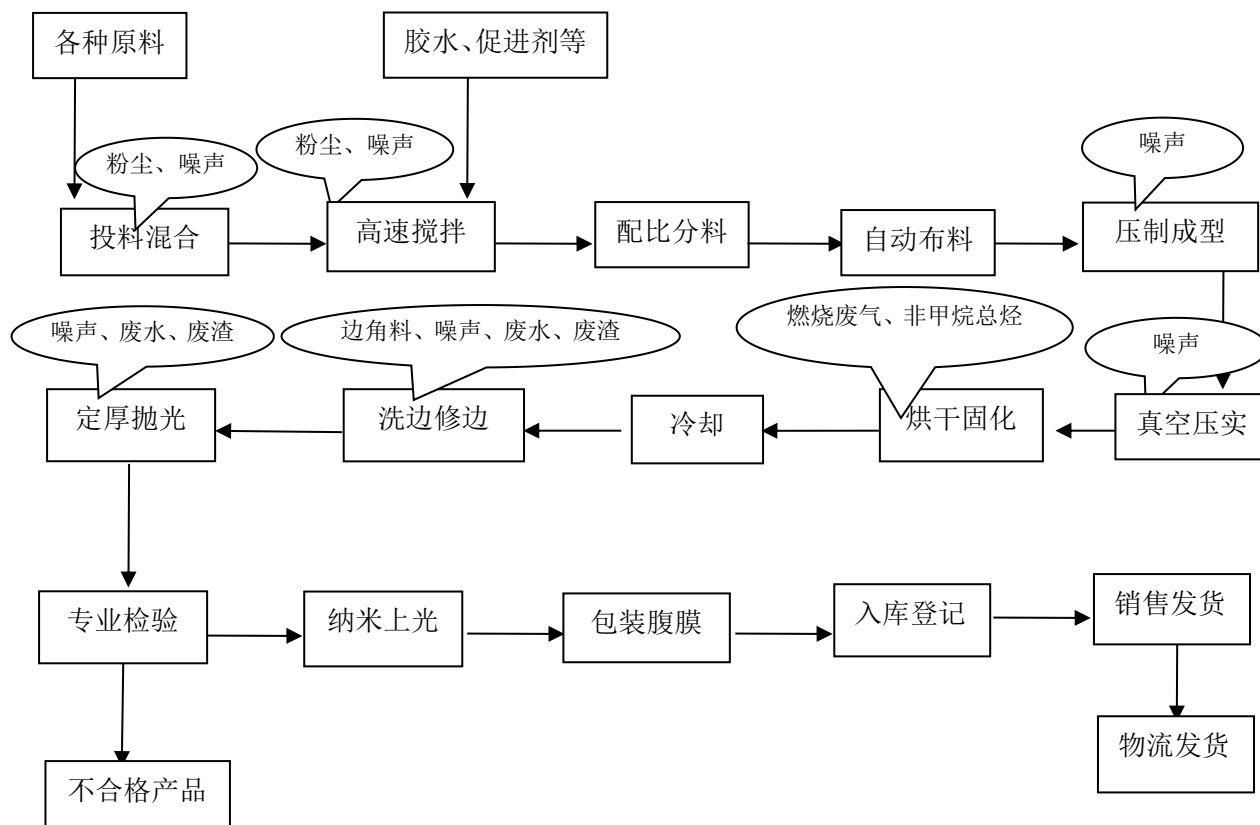 各种原料
胶水、促进剂等
粉尘、噪声
粉尘、噪声
噪声
投料混合
高速搅拌
配比分料
自动布料
压制成型
噪声、废水、废渣
边角料、噪声、废水、废渣
燃烧废气、非甲烷总烃
噪声
定厚抛光
洗边修边
冷却
烘干固化
真空压实
专业检验
纳米上光
包装腹膜
入库登记
销售发货
物流发货
不合格产品